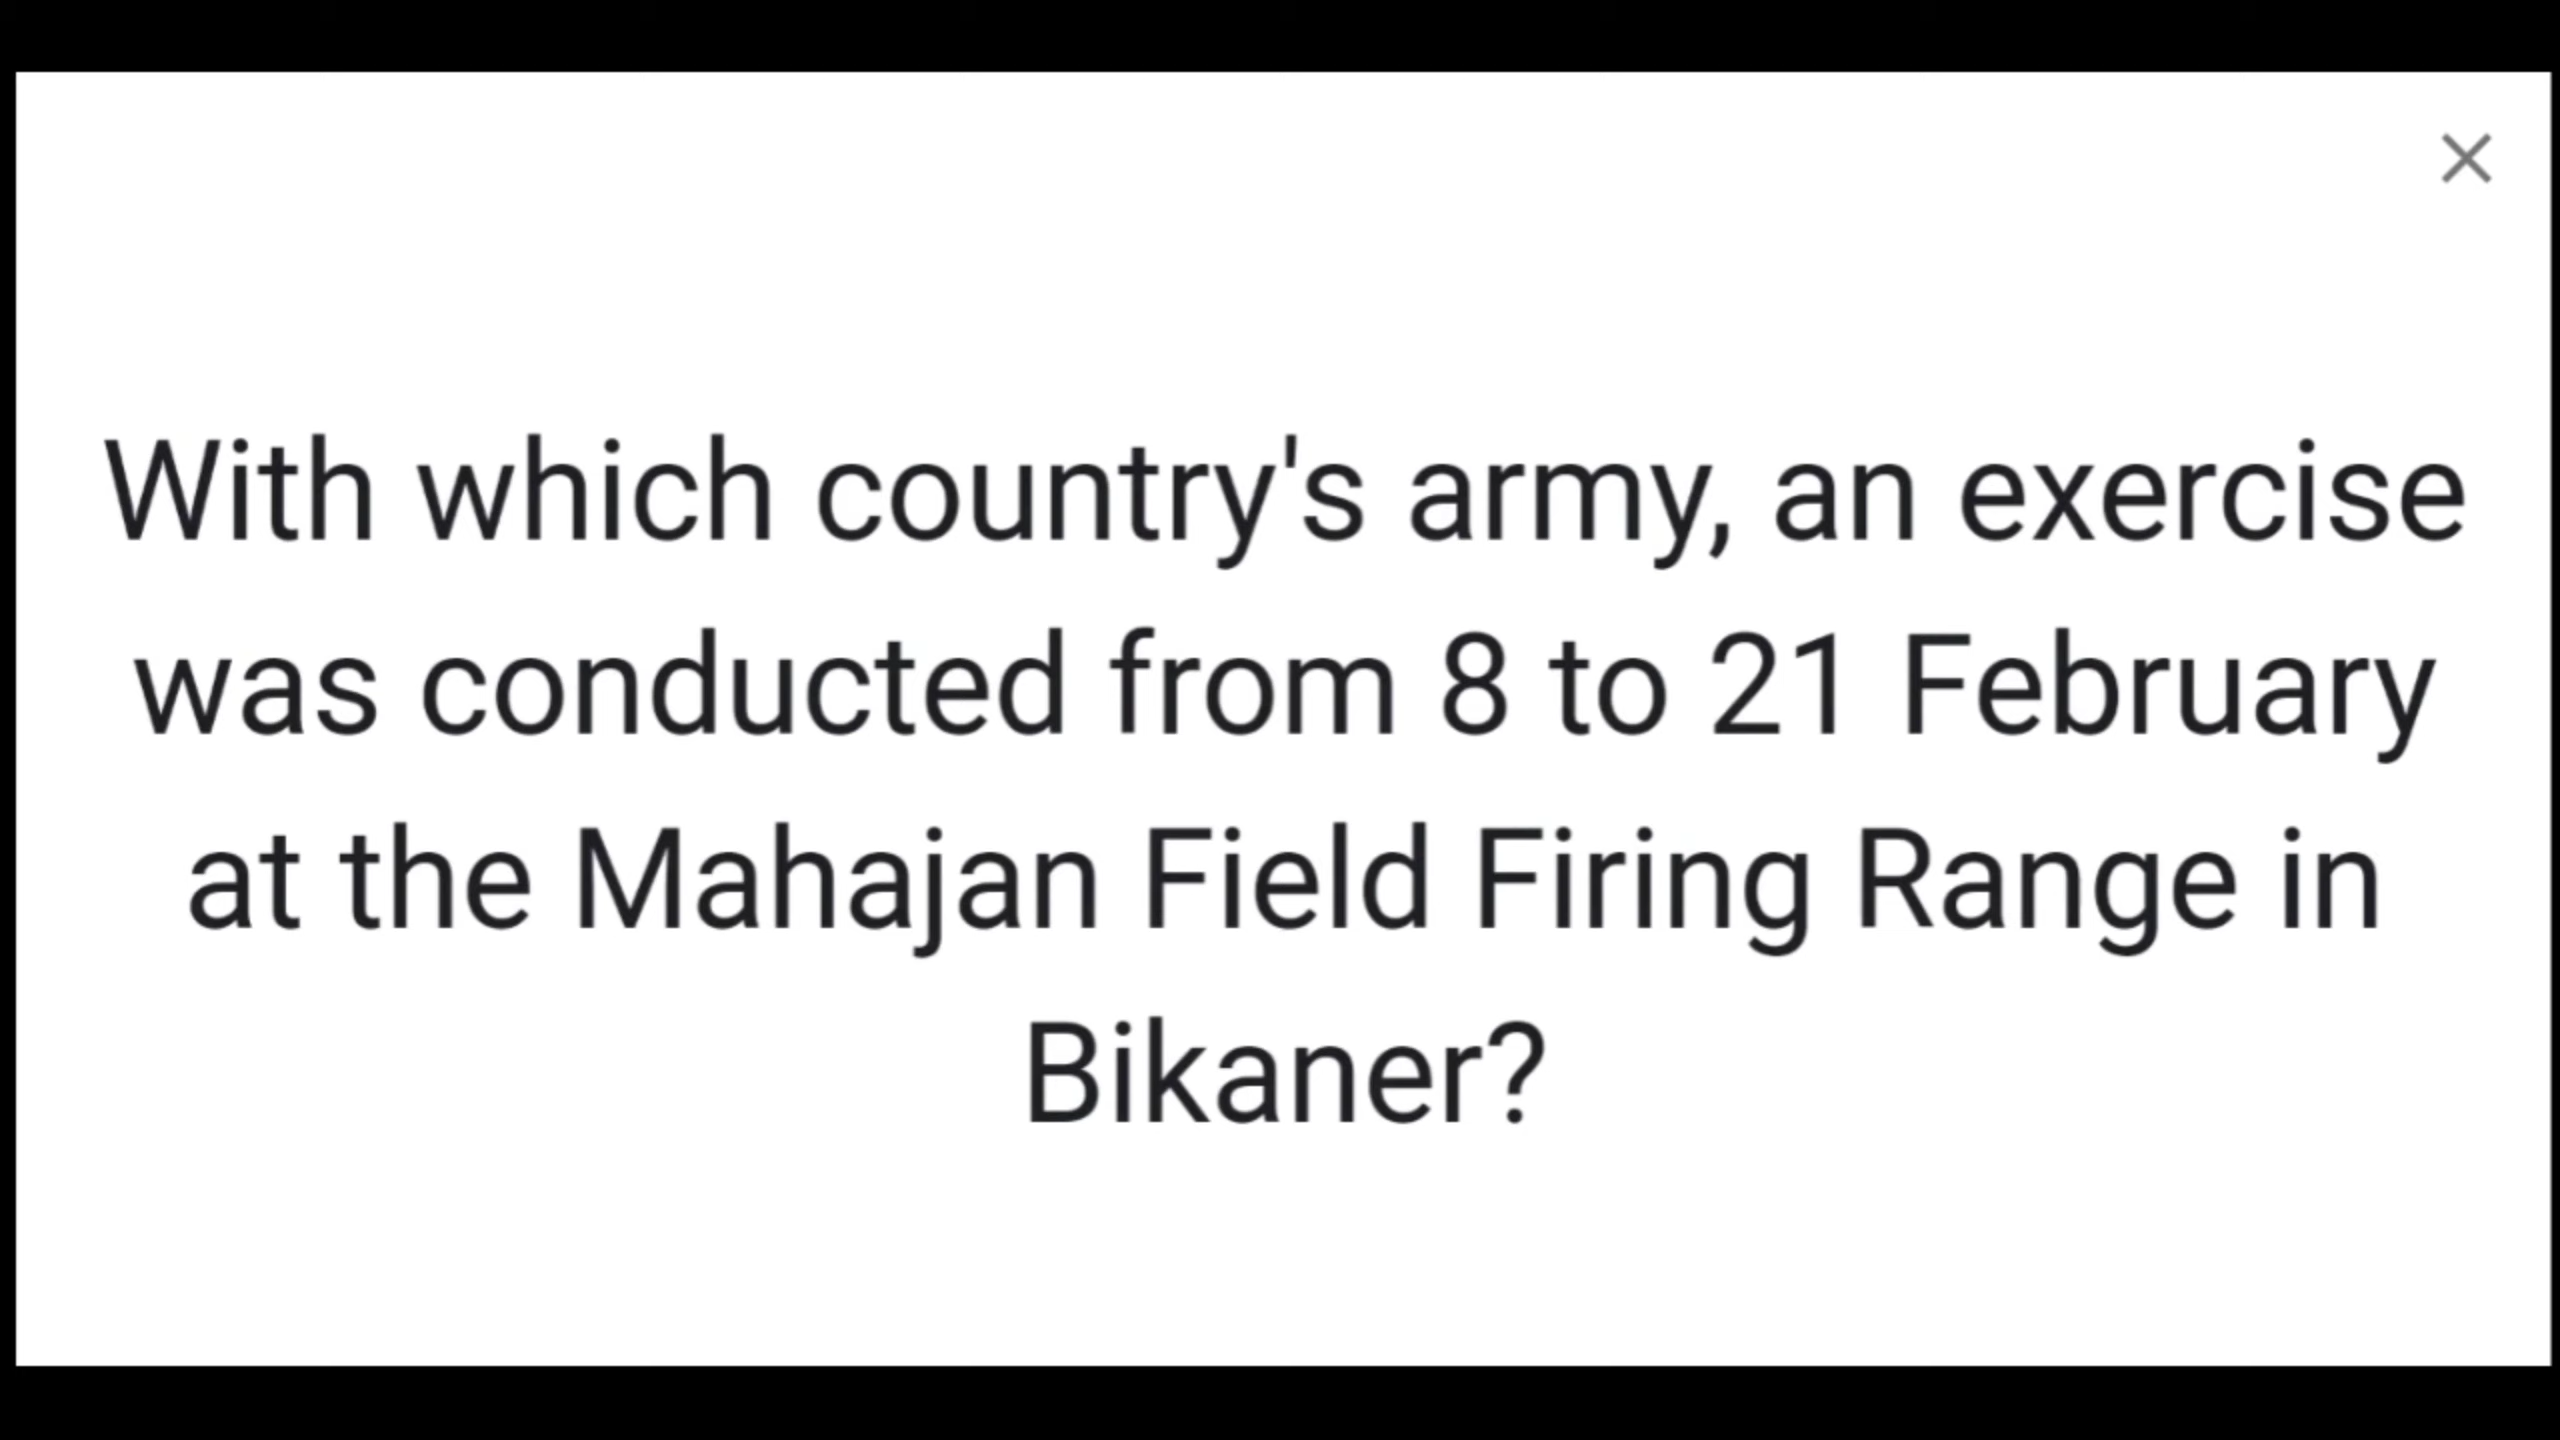 With which country's army, an exercise
was conducted from 8 to 21 February
at the Mahajan Field Firing Range in
Bikaner?